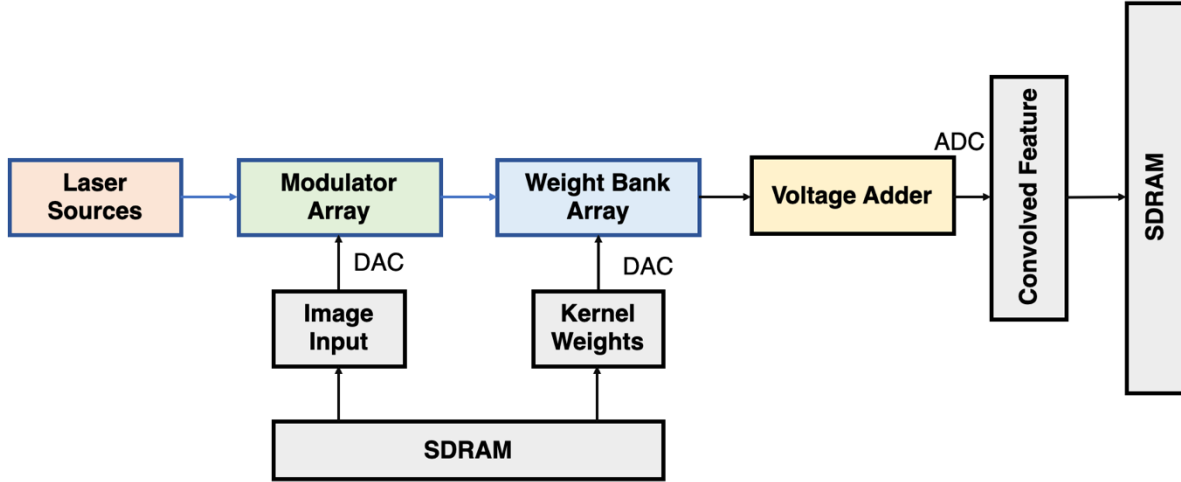 Laser
Sources
Modulator
Array
Weight Bank
Array
Voltage Adder
ADC
Convolved Feature
SDRAM
DAC
DAC
Image
Input
Kernel
Weights
SDRAM